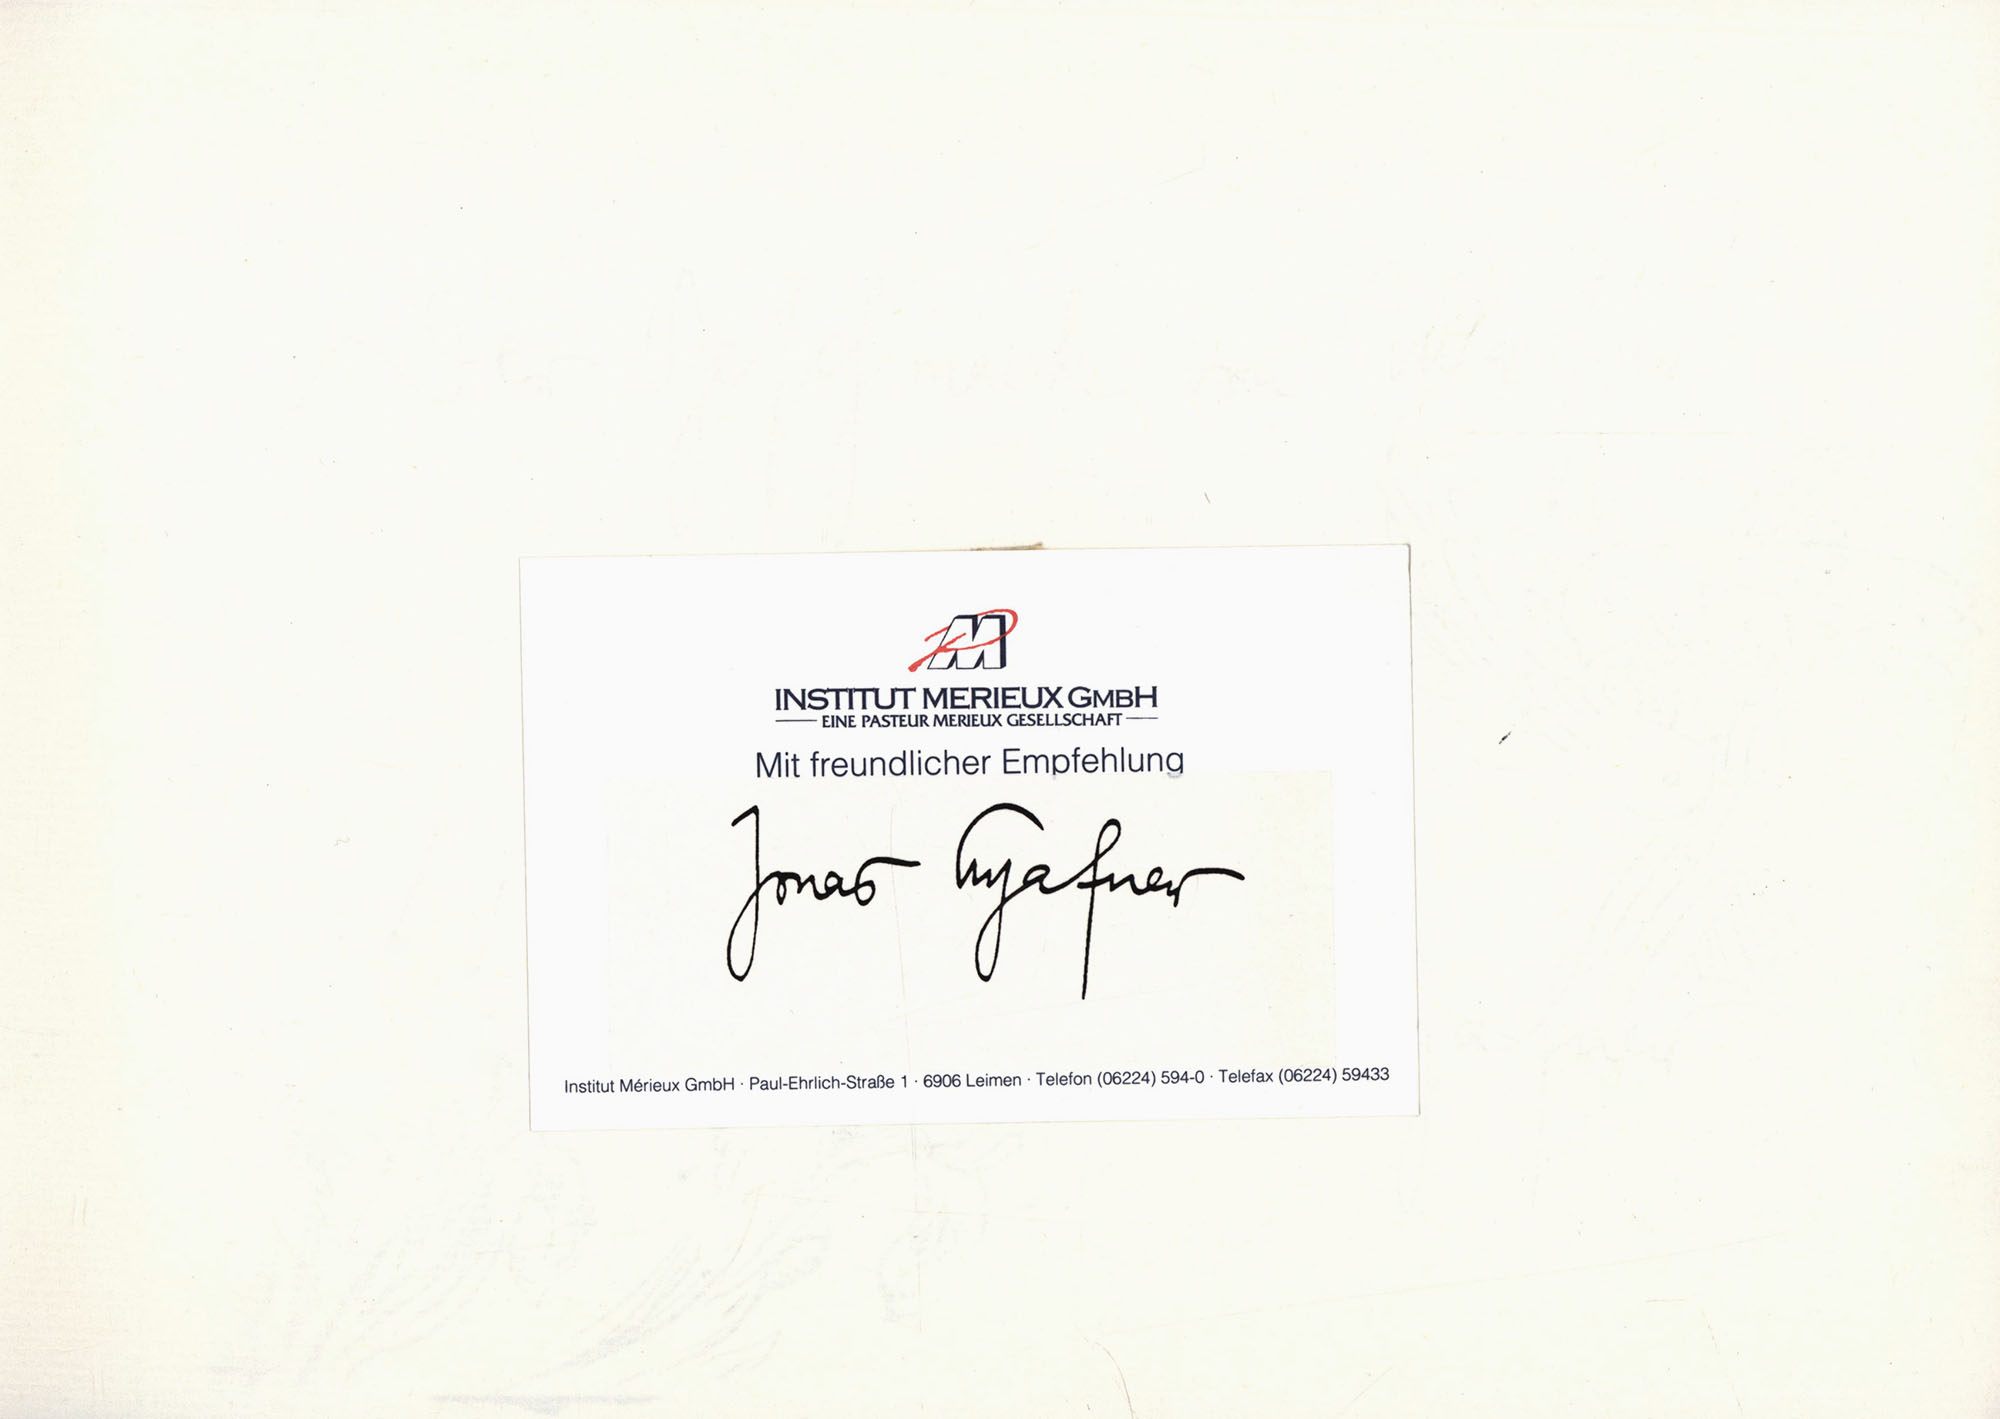 INSTITUT MERIEUX GMBH
EINE PASTEUR MERIEUX GESELLSCHAFT
Mit freundlicher Empfehlung
Jonas
Institut Mérieux GmbH · Paul-Ehrlich-Straße 1 · 6906 Leimen · Telefon (06224) 594-0 · Telefax (06224) 59433